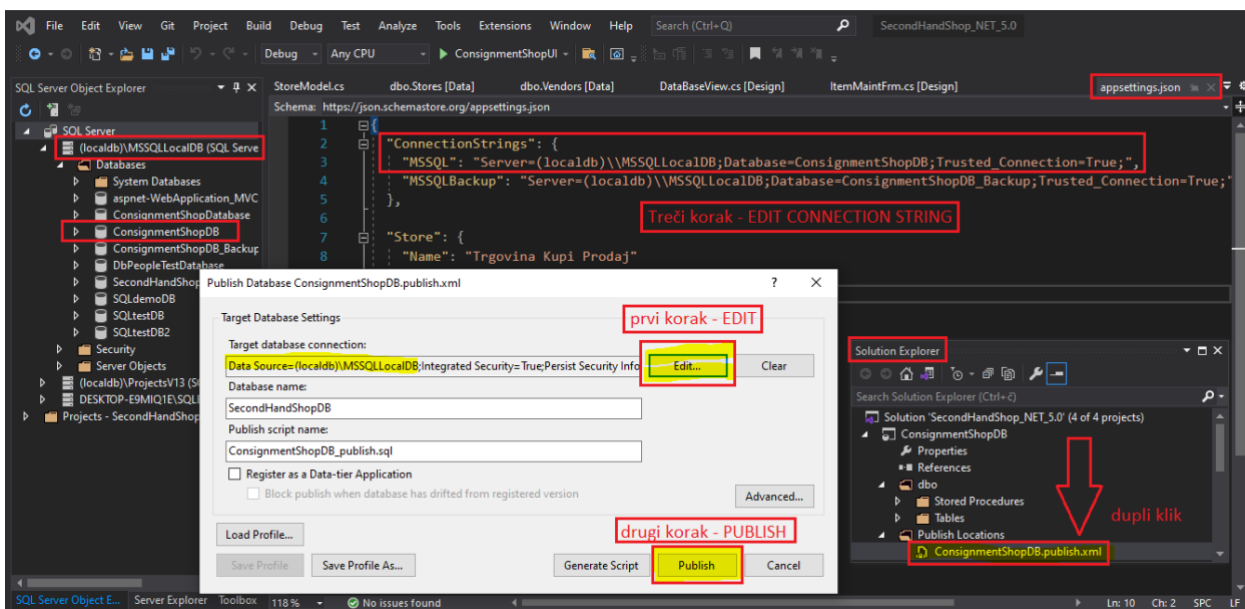 File Edit View Git Project Build Debug Test Analyze Tools Extensions Window Help Search (Ctrl+Q) SecondHandShop_NET_5.0
Debug Any CPU ConsignmentShopUI
SQL Server Object Explorer
SQL Server
(localdb)\MSSQLLocalDB (SQL Serve
Databases
System Databases
aspnet-WebApplication_MVC
ConsignmentShopDatabase
ConsignmentShopDB
ConsignmentShopDB_Backup
DbPeopleTestDatabase
SecondHandShop
SQLdemoDB
SQLtestDB
SQLtestDB2
Security
Server Objects
(localdb)\ProjectsV13 (S
DESKTOP-E9MIQ1E\SQL
Projects - SecondHandShop
StoreModel.cs dbo.Stores [Data] dbo.Vendors [Data] DataBaseView.cs [Design] ItemMaintFrm.cs [Design] appsettings.json
Schema: https://json.schemastore.org/appsettings.json
1 {
2 "ConnectionStrings": {
3 "MSSQL": "Server=(localdb)\\MSSQLLocalDB;Database=ConsignmentShopDB;Trusted_Connection=True;",
4 "MSSQLBackup": "Server=(localdb)\\MSSQLLocalDB;Database=ConsignmentShopDB_Backup;Trusted_Connection=True;"
5 },
6
7 "Store": {
8 "Name": "Trgovina Kupi Prodaj"
Treči korak - EDIT CONNECTION STRING
Publish Database ConsignmentShopDB.publish.xml ?
Target Database Settings
prvi korak - EDIT
Target database connection:
Data Source=(localdb)\MSSQLLocalDB;Integrated Security=True;Persist Security Info Edit... Clear
Database name:
SecondHandShopDB
Publish script name:
ConsignmentShopDB_publish.sql
Register as a Data-tier Application
Block publish when database has drifted from registered version
Advanced...
Load Profile...
drugi korak - PUBLISH
Save Profile Save Profile As... Generate Script Publish Cancel
Solution Explorer
Search Solution Explorer (Ctrl+č)
Solution 'SecondHandShop_NET_5.0' (4 of 4 projects)
ConsignmentShopDB
Properties
References
dbo
Stored Procedures
Tables
Publish Locations
ConsignmentShopDB.publish.xml
dupli klik
SQL Server Object E... Server Explorer Toolbox 118 % No issues found Ln: 10 Ch: 2 SPC LF